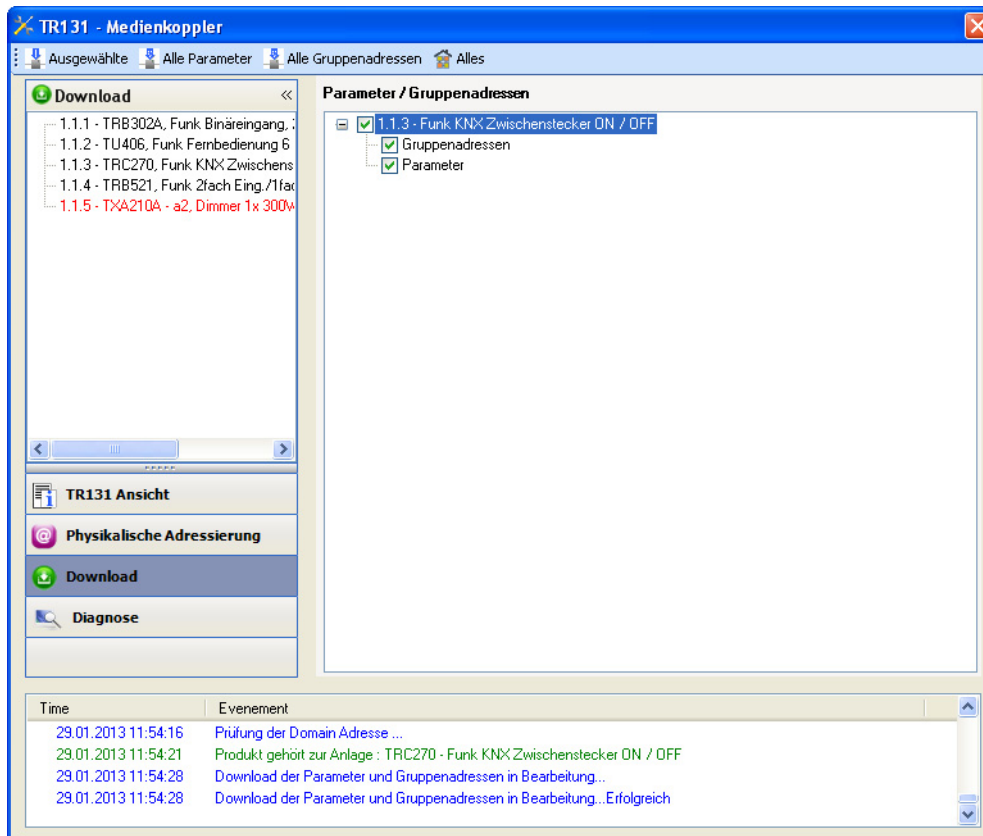 TR131 - Medienkoppler
Ausgewählte Alle Parameter Alle Gruppenadressen Alles
Download «
1.1.1 - TRB302A, Funk Binäreingang,
1.1.2 - TU406, Funk Fernbedienung 6
1.1.3 - TRC270, Funk KNX Zwischens
1.1.4 - TRB521, Funk 2fach Eing./1fac
1.1.5 - TXA210A - a2, Dimmer 1x 300W
TR131 Ansicht
Physikalische Adressierung
Download
Diagnose
Parameter / Gruppenadressen
1.1.3 - Funk KNX Zwischenstecker ON / OFF
Gruppenadressen
Parameter
Time Evenement
29.01.2013 11:54:16 Prüfung der Domain Adresse ...
29.01.2013 11:54:21 Produkt gehört zur Anlage : TRC270 - Funk KNX Zwischenstecker ON / OFF
29.01.2013 11:54:28 Download der Parameter und Gruppenadressen in Bearbeitung...
29.01.2013 11:54:28 Download der Parameter und Gruppenadressen in Bearbeitung...Erfolgreich